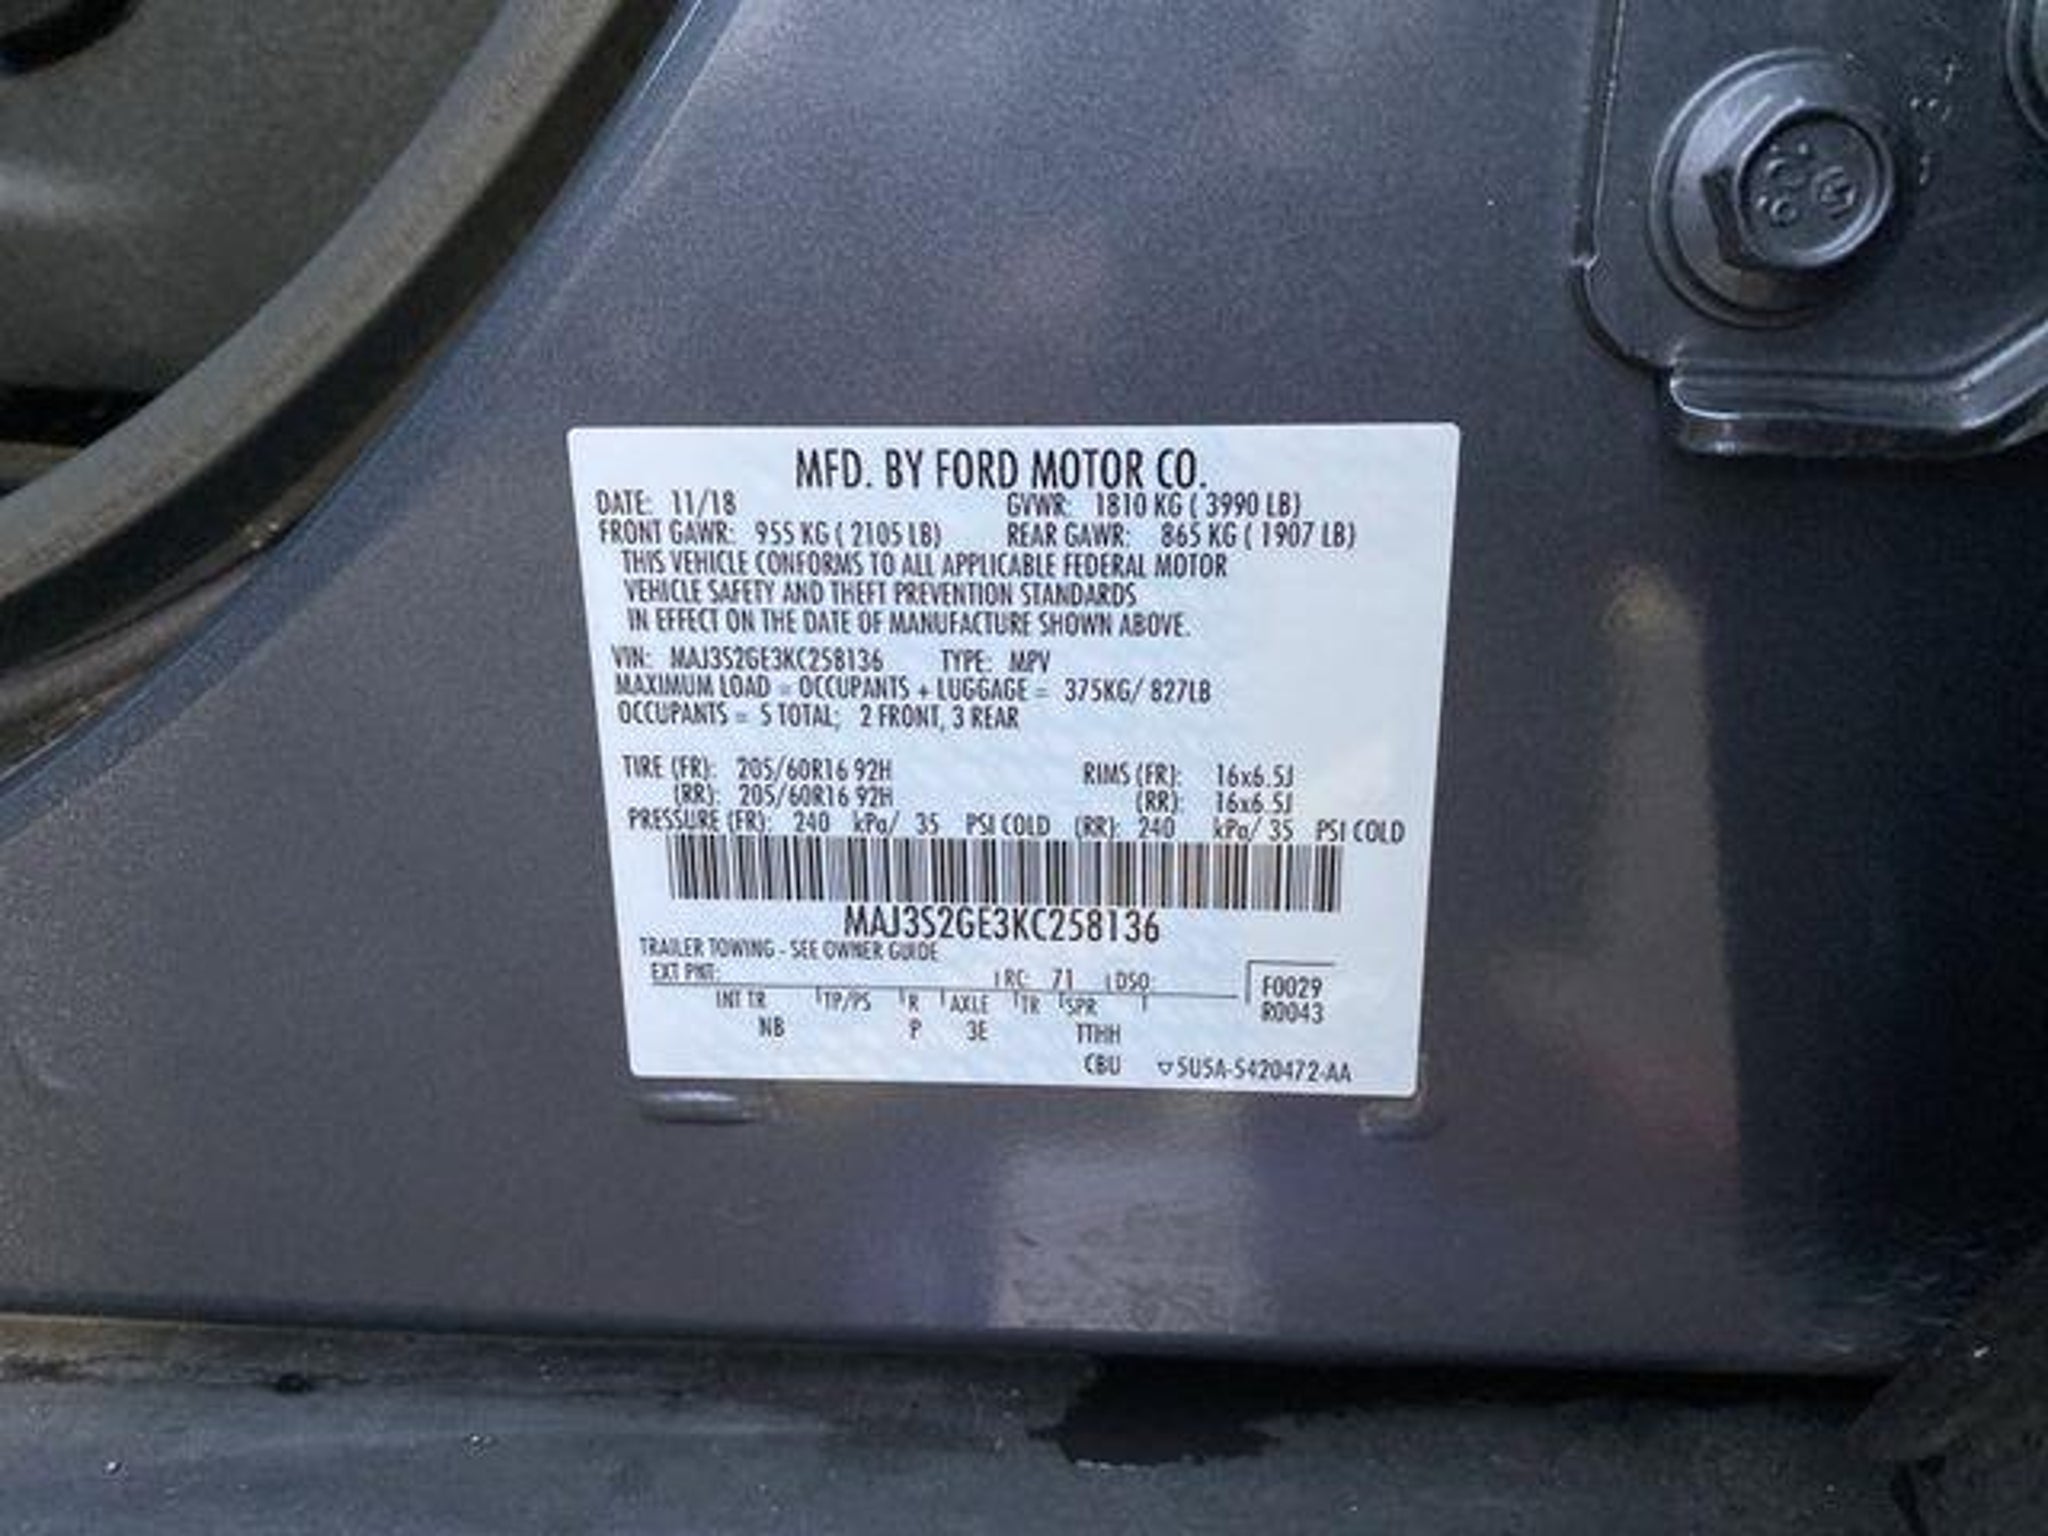 MFD. BY FORD MOTOR CO.
DATE: 11/18 GVWR: 1810 KG ( 3990 LB)
FRONT GAWR: 955 KG ( 2105 LB) REAR GAWR: 865 KG ( 1907 LB)
THIS VEHICLE CONFORMS TO ALL APPLICABLE FEDERAL MOTOR
VEHICLE SAFETY AND THEFT PREVENTION STANDARDS
IN EFFECT ON THE DATE OF MANUFACTURE SHOWN ABOVE.
VIN: MAJ3S2GE3KC258136 TYPE: MPV
MAXIMUM LOAD = OCCUPANTS + LUGGAGE = 375KG/ 827LB
OCCUPANTS = 5 TOTAL; 2 FRONT, 3 REAR
TIRE (FR): 205/60R16 92H RIMS (FR): 16x6.5J
(RR): 205/60R16 92H (RR): 16x6.5J
PRESSURE (FR): 240 kPa/ 35 PSI COLD (RR): 240 kPa/ 35 PSI COLD
MAJ3S2GE3KC258136
TRAILER TOWING - SEE OWNER GUIDE
EXT PNT: RC: 71 DSO: F0029
INT TR TP/PS R AXLE TR SPR R0043
NB P 3E TTHH
CBU ▽5U5A-5420472-AA